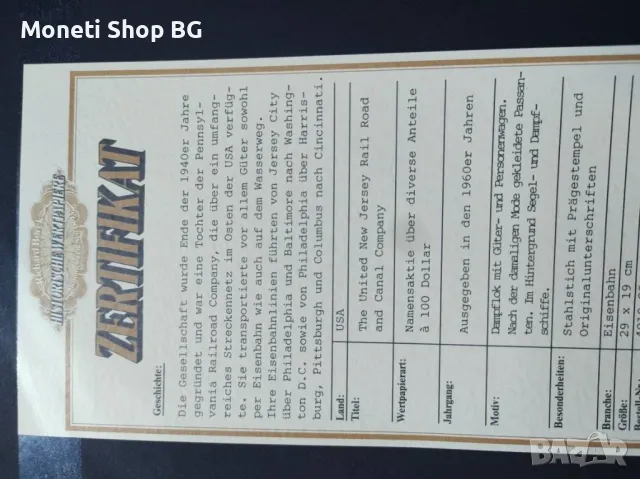 Moneti Shop BG
HISTORISCHE WERTPAPIERE
ZERTIFIKAT
Geschichte:
Die Gesellschaft wurde Ende der 1940er Jahre
gegründet und war eine Tochter der Pennsyl-
vania Railroad Company, die über ein umfang-
reiches Streckennetz im Osten der USA verfüg-
te. Sie transportierte vor allem Güter sowohl
per Eisenbahn wie auch auf dem Wasserweg.
Ihre Eisenbahnlinien führten von Jersey City
über Philadelphia und Baltimore nach Washing-
ton D.C. sowie von Philadelphia über Harris-
burg, Pittsburgh und Columbus nach Cincinnati.
Land: USA
Titel: The United New Jersey Rail Road
and Canal Company
Wertpapierart: Namensaktie über diverse Anteile
à 100 Dollar
Jahrgang: Ausgegeben in den 1960er Jahren
Motiv: Dampflok mit Güter- und Personenwagen.
Nach der damaligen Mode gekleidete Passan-
ten. Im Hintergrund Segel- und Dampf-
schiffe.
Besonderheiten: Stahlstich mit Prägestempel und
Originalunterschriften
Branche: Eisenbahn
Größe: 29 x 19 cm
Bestell-Nr.:
BAZAR